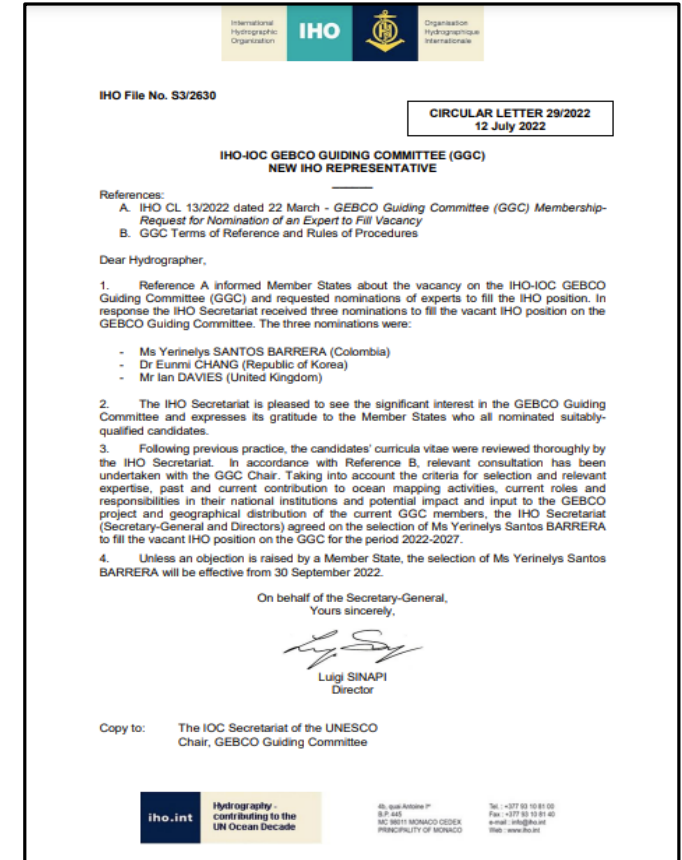 International
Hydrographic
Organization
IHO
Organisation
Hydrographique
Internationale
IHO File No. S3/2630
CIRCULAR LETTER 29/2022
12 July 2022
IHO-IOC GEBCO GUIDING COMMITTEE (GGC)
NEW IHO REPRESENTATIVE
References:
A. IHO CL 13/2022 dated 22 March - GEBCO Guiding Committee (GGC) Membership-
Request for Nomination of an Expert to Fill Vacancy
B. GGC Terms of Reference and Rules of Procedures
Dear Hydrographer,
1. Reference A informed Member States about the vacancy on the IHO-IOC GEBCO
Guiding Committee (GGC) and requested nominations of experts to fill the IHO position. In
response the IHO Secretariat received three nominations to fill the vacant IHO position on the
GEBCO Guiding Committee. The three nominations were:
- Ms Yerinelys SANTOS BARRERA (Colombia)
- Dr Eunmi CHANG (Republic of Korea)
- Mr Ian DAVIES (United Kingdom)
2. The IHO Secretariat is pleased to see the significant interest in the GEBCO Guiding
Committee and expresses its gratitude to the Member States who all nominated suitably-
qualified candidates.
3. Following previous practice, the candidates' curricula vitae were reviewed thoroughly by
the IHO Secretariat. In accordance with Reference B, relevant consultation has been
undertaken with the GGC Chair. Taking into account the criteria for selection and relevant
expertise, past and current contribution to ocean mapping activities, current roles and
responsibilities in their national institutions and potential impact and input to the GEBCO
project and geographical distribution of the current GGC members, the IHO Secretariat
(Secretary-General and Directors) agreed on the selection of Ms Yerinelys Santos BARRERA
to fill the vacant IHO position on the GGC for the period 2022-2027.
4. Unless an objection is raised by a Member State, the selection of Ms Yerinelys Santos
BARRERA will be effective from 30 September 2022.
On behalf of the Secretary-General,
Yours sincerely,
Luigi SINAPI
Director
Copy to: The IOC Secretariat of the UNESCO
Chair, GEBCO Guiding Committee
iho.int
Hydrography -
contributing to the
UN Ocean Decade
4b, quai Antoine Iᵉʳ
B.P. 445
MC 98011 MONACO CEDEX
PRINCIPALITY OF MONACO
Tel. : +377 93 10 81 00
Fax : +377 93 10 81 40
e-mail : info@iho.int
Web : www.iho.int